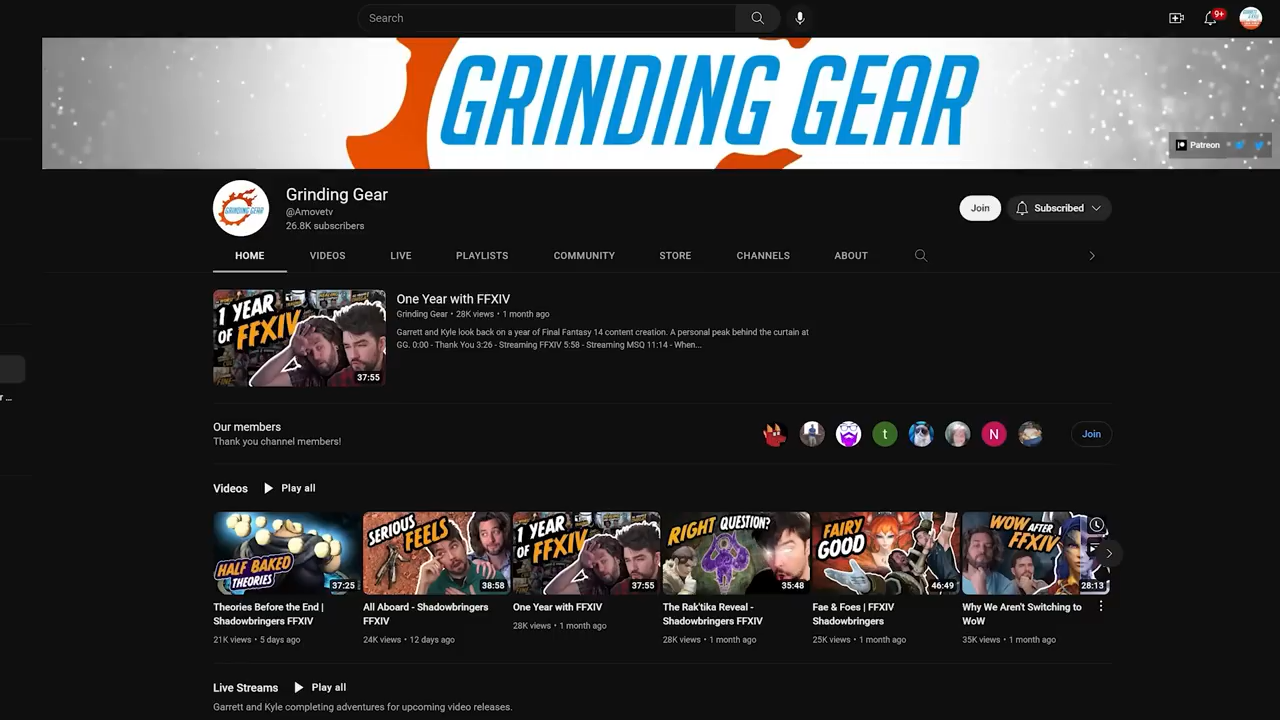 Search
9+
GRINDING GEAR
Patreon
GRINDING GEAR
Grinding Gear
@Amovetv
26.8K subscribers
Join
Subscribed
HOME
VIDEOS
LIVE
PLAYLISTS
COMMUNITY
STORE
CHANNELS
ABOUT
1 YEAR
OF FFXIV
37:55
One Year with FFXIV
Grinding Gear • 28K views • 1 month ago
Garrett and Kyle look back on a year of Final Fantasy 14 content creation. A personal peak behind the curtain at
GG. 0:00 - Thank You 3:26 - Streaming FFXIV 5:58 - Streaming MSQ 11:14 - When...
r ...
Our members
Thank you channel members!
t
N
Join
Videos
Play all
HALF BAKED
THEORIES
37:25
SERIOUS
FEELS
38:58
1 YEAR
OF FFXIV
37:55
RIGHT QUESTION?
35:48
FAIRY
GOOD
46:49
WOW AFTER
FFXIV
28:13
Theories Before the End |
Shadowbringers FFXIV
21K views • 5 days ago
All Aboard - Shadowbringers
FFXIV
24K views • 12 days ago
One Year with FFXIV
28K views • 1 month ago
The Rak'tika Reveal -
Shadowbringers FFXIV
28K views • 1 month ago
Fae & Foes | FFXIV
Shadowbringers
25K views • 1 month ago
Why We Aren't Switching to
WoW
35K views • 1 month ago
Live Streams
Play all
Garrett and Kyle completing adventures for upcoming video releases.